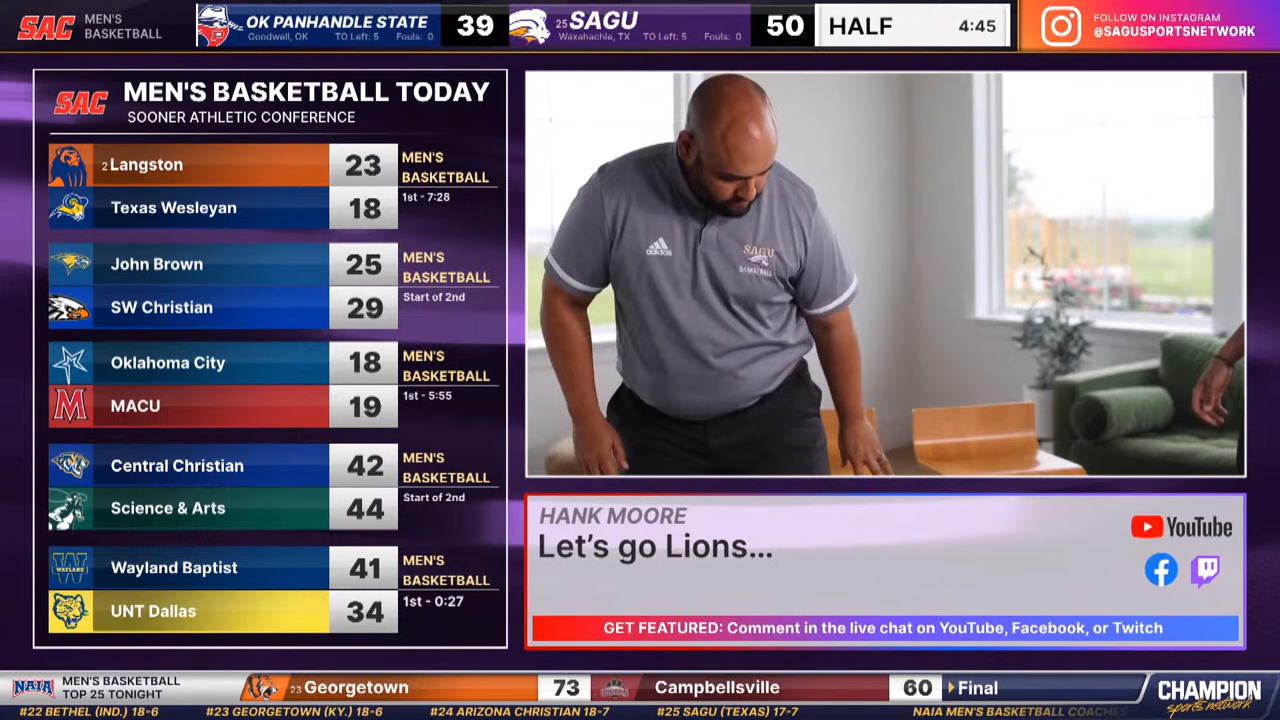 SAC MEN'S BASKETBALL
OK PANHANDLE STATE 39
Goodwell, OK TO Left: 5 Fouls: 0
25 SAGU 50
Waxahachie, TX TO Left: 5 Fouls: 0
HALF 4:45
FOLLOW ON INSTAGRAM
@SAGUSPORTSNETWORK
SAC MEN'S BASKETBALL TODAY
SOONER ATHLETIC CONFERENCE
2 Langston 23
Texas Wesleyan 18
MEN'S
BASKETBALL
1st - 7:28
John Brown 25
SW Christian 29
MEN'S
BASKETBALL
Start of 2nd
Oklahoma City 18
M MACU 19
MEN'S
BASKETBALL
1st - 5:55
Central Christian 42
Science & Arts 44
MEN'S
BASKETBALL
Start of 2nd
W WAYLAND Wayland Baptist 41
UNT Dallas 34
MEN'S
BASKETBALL
1st - 0:27
adidas
SAGU
BASKETBALL
HANK MOORE
Let's go Lions...
YouTube
GET FEATURED: Comment in the live chat on YouTube, Facebook, or Twitch
NAIA MEN'S BASKETBALL
TOP 25 TONIGHT
23 Georgetown 73
Campbellsville 60
Final
CHAMPION
sports network
#22 BETHEL (IND.) 18-6 #23 GEORGETOWN (KY.) 18-6 #24 ARIZONA CHRISTIAN 18-7 #25 SAGU (TEXAS) 17-7 NAIA MEN'S BASKETBALL COACHES